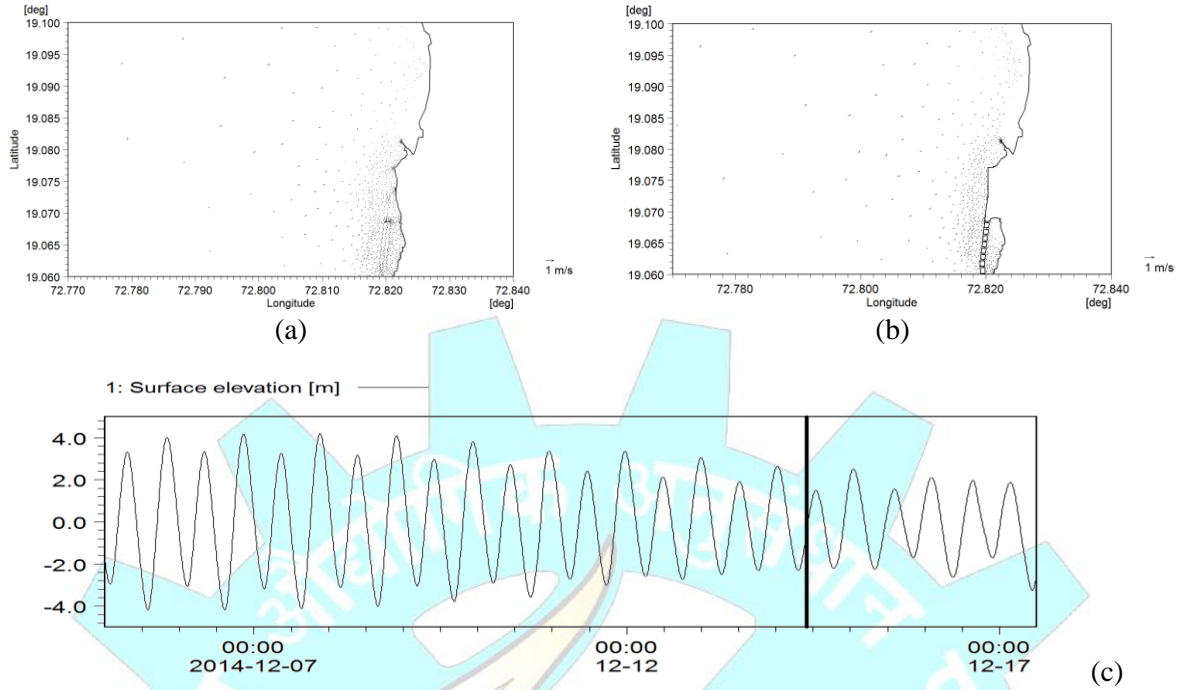 [deg]
19.100
19.095
19.090
19.085
19.080
19.075
19.070
19.065
19.060
Latitude
72.770 72.780 72.790 72.800 72.810 72.820 72.830 72.840
Longitude
[deg]
1 m/s
(a)
[deg]
19.100
19.095
19.090
19.085
19.080
19.075
19.070
19.065
19.060
Latitude
72.780 72.800 72.820 72.840
Longitude
[deg]
1 m/s
(b)
1: Surface elevation [m]
4.0
2.0
0.0
-2.0
-4.0
00:00 00:00 00:00
2014-12-07 12-12 12-17
(c)